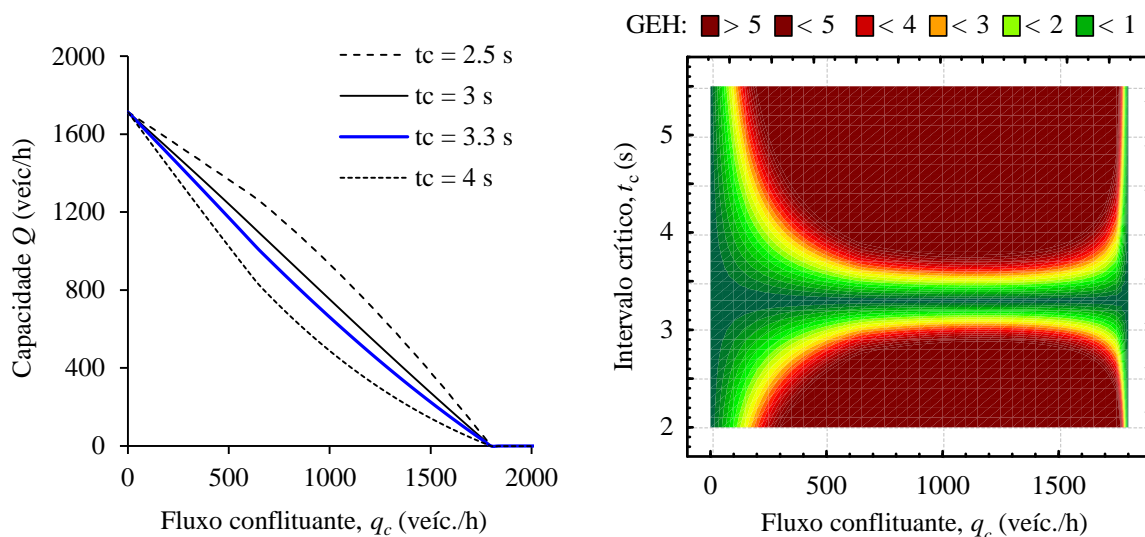 2000
1600
1200
800
400
0
Capacidade Q (veíc/h)
tc = 2.5 s
tc = 3 s
tc = 3.3 s
tc = 4 s
0 500 1000 1500 2000
Fluxo conflituante, qc (veíc./h)
GEH: > 5 < 5 < 4 < 3 < 2 < 1
5
4
3
2
Intervalo crítico, tc (s)
0 500 1000 1500
Fluxo conflituante, qc (veíc./h)